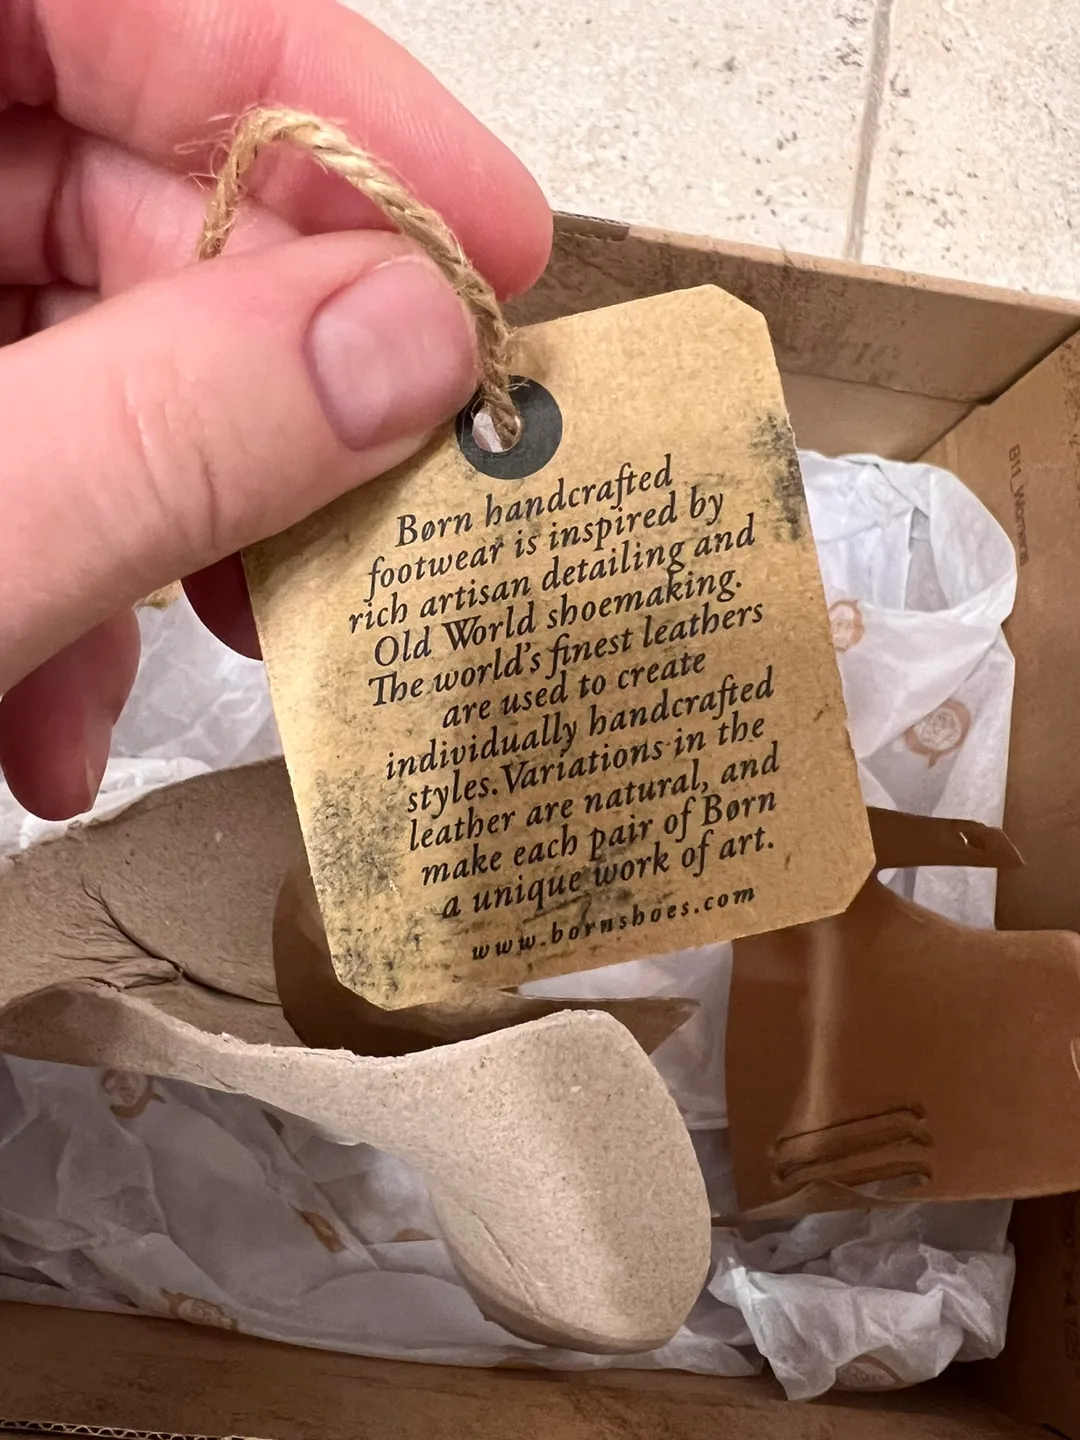 Børn handcrafted
footwear is inspired by
rich artisan detailing and
Old World shoemaking.
The world's finest leathers
are used to create
individually handcrafted
styles. Variations in the
leather are natural, and
make each pair of Børn
a unique work of art.
www.bornshoes.com